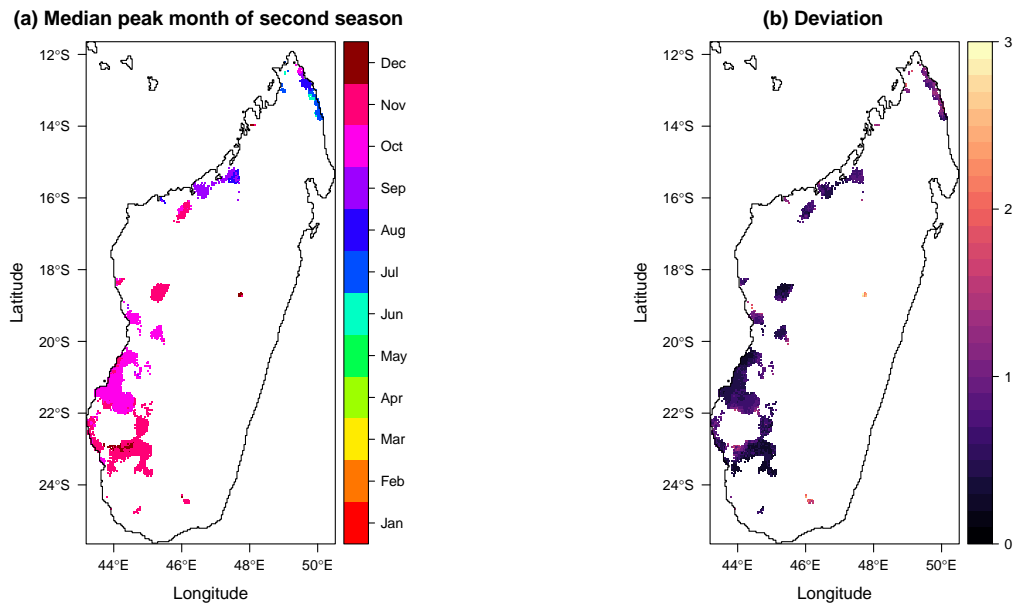 (a) Median peak month of second season
12°S
14°S
16°S
18°S
20°S
22°S
24°S
Latitude
44°E
46°E
48°E
50°E
Longitude
Dec
Nov
Oct
Sep
Aug
Jul
Jun
May
Apr
Mar
Feb
Jan
(b) Deviation
12°S
14°S
16°S
18°S
20°S
22°S
24°S
Latitude
44°E
46°E
48°E
50°E
Longitude
3
2
1
0